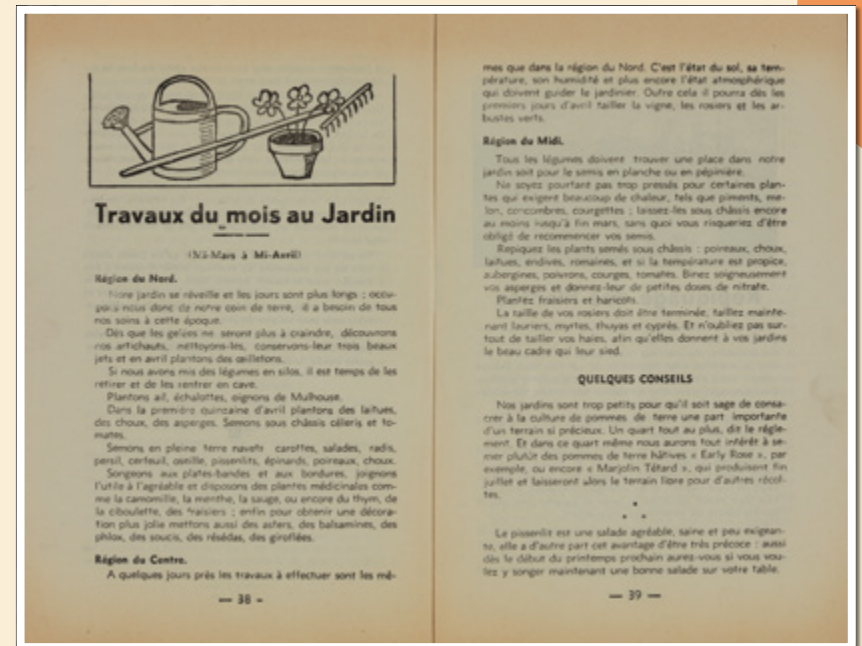 Travaux du mois au Jardin
(Mi-Mars à Mi-Avril)
Région du Nord.
Notre jardin se réveille et les jours sont plus longs ; occu-
pons-nous donc de notre coin de terre, il a besoin de tous
nos soins à cette époque.
Dès que les gelées ne seront plus à craindre, découvrons
nos artichauts, nettoyons-les, conservons-leur trois beaux
jets et en avril plantons des œilletons.
Si nous avons mis des légumes en silos, il est temps de les
retirer et de les rentrer en cave.
Plantons ail, échalottes, oignons de Mulhouse.
Dans la première quinzaine d'avril plantons des laitues,
des choux, des asperges. Semons sous châssis céleris et to-
mates.
Semons en pleine terre navets carottes, salades, radis,
persil, cerfeuil, oseille, pissenlits, épinards, poireaux, choux.
Songeons aux plates-bandes et aux bordures, joignons
l'utile à l'agréable et disposons des plantes médicinales com-
me la camomille, la menthe, la sauge, ou encore du thym, de
la ciboulette, des fraisiers ; enfin pour obtenir une décora-
tion plus jolie mettons aussi des asters, des balsamines, des
phlox, des soucis, des résédas, des giroflées.
Région du Centre.
A quelques jours près les travaux à effectuer sont les mê-
— 38 -
mes que dans la région du Nord. C'est l'état du sol, sa tem-
pérature, son humidité et plus encore l'état atmosphérique
qui doivent guider le jardinier. Outre cela il pourra dès les
premiers jours d'avril tailler la vigne, les rosiers et les ar-
bustes verts.
Région du Midi.
Tous les légumes doivent trouver une place dans notre
jardin soit pour le semis en planche ou en pépinière.
Ne soyez pourtant pas trop pressés pour certaines plan-
tes qui exigent beaucoup de chaleur, tels que piments, me-
lon, concombres, courgettes ; laissez-les sous châssis encore
au moins jusqu'à fin mars, sans quoi vous risqueriez d'être
obligé de recommencer vos semis.
Repiquez les plants semés sous châssis : poireaux, choux,
laitues, endives, romaines, et si la température est propice,
aubergines, poivrons, courges, tomates. Binez soigneusement
vos asperges et donnez-leur de petites doses de nitrate.
Plantez fraisiers et haricots.
La taille de vos rosiers doit être terminée, taillez mainte-
nant lauriers, myrtes, thuyas et cyprès. Et n'oubliez pas sur-
tout de tailler vos haies, afin qu'elles donnent à vos jardins
le beau cadre qui leur sied.
QUELQUES CONSEILS
Nos jardins sont trop petits pour qu'il soit sage de consa-
crer à la culture de pommes de terre une part importante
d'un terrain si précieux. Un quart tout au plus, dit le règle-
ment. Et dans ce quart même nous aurons tout intérêt à se-
mer plutôt des pommes de terre hâtives « Early Rose », par
exemple, ou encore « Marjolin Tétard », qui produisent fin
juillet et laisseront alors le terrain libre pour d'autres récol-
tes.
Le pissenlit est une salade agréable, saine et peu exigean-
te, elle a d'autre part cet avantage d'être très précoce : aussi
dès le début du printemps prochain aurez-vous si vous vou-
lez y songer maintenant une bonne salade sur votre table.
— 39 —